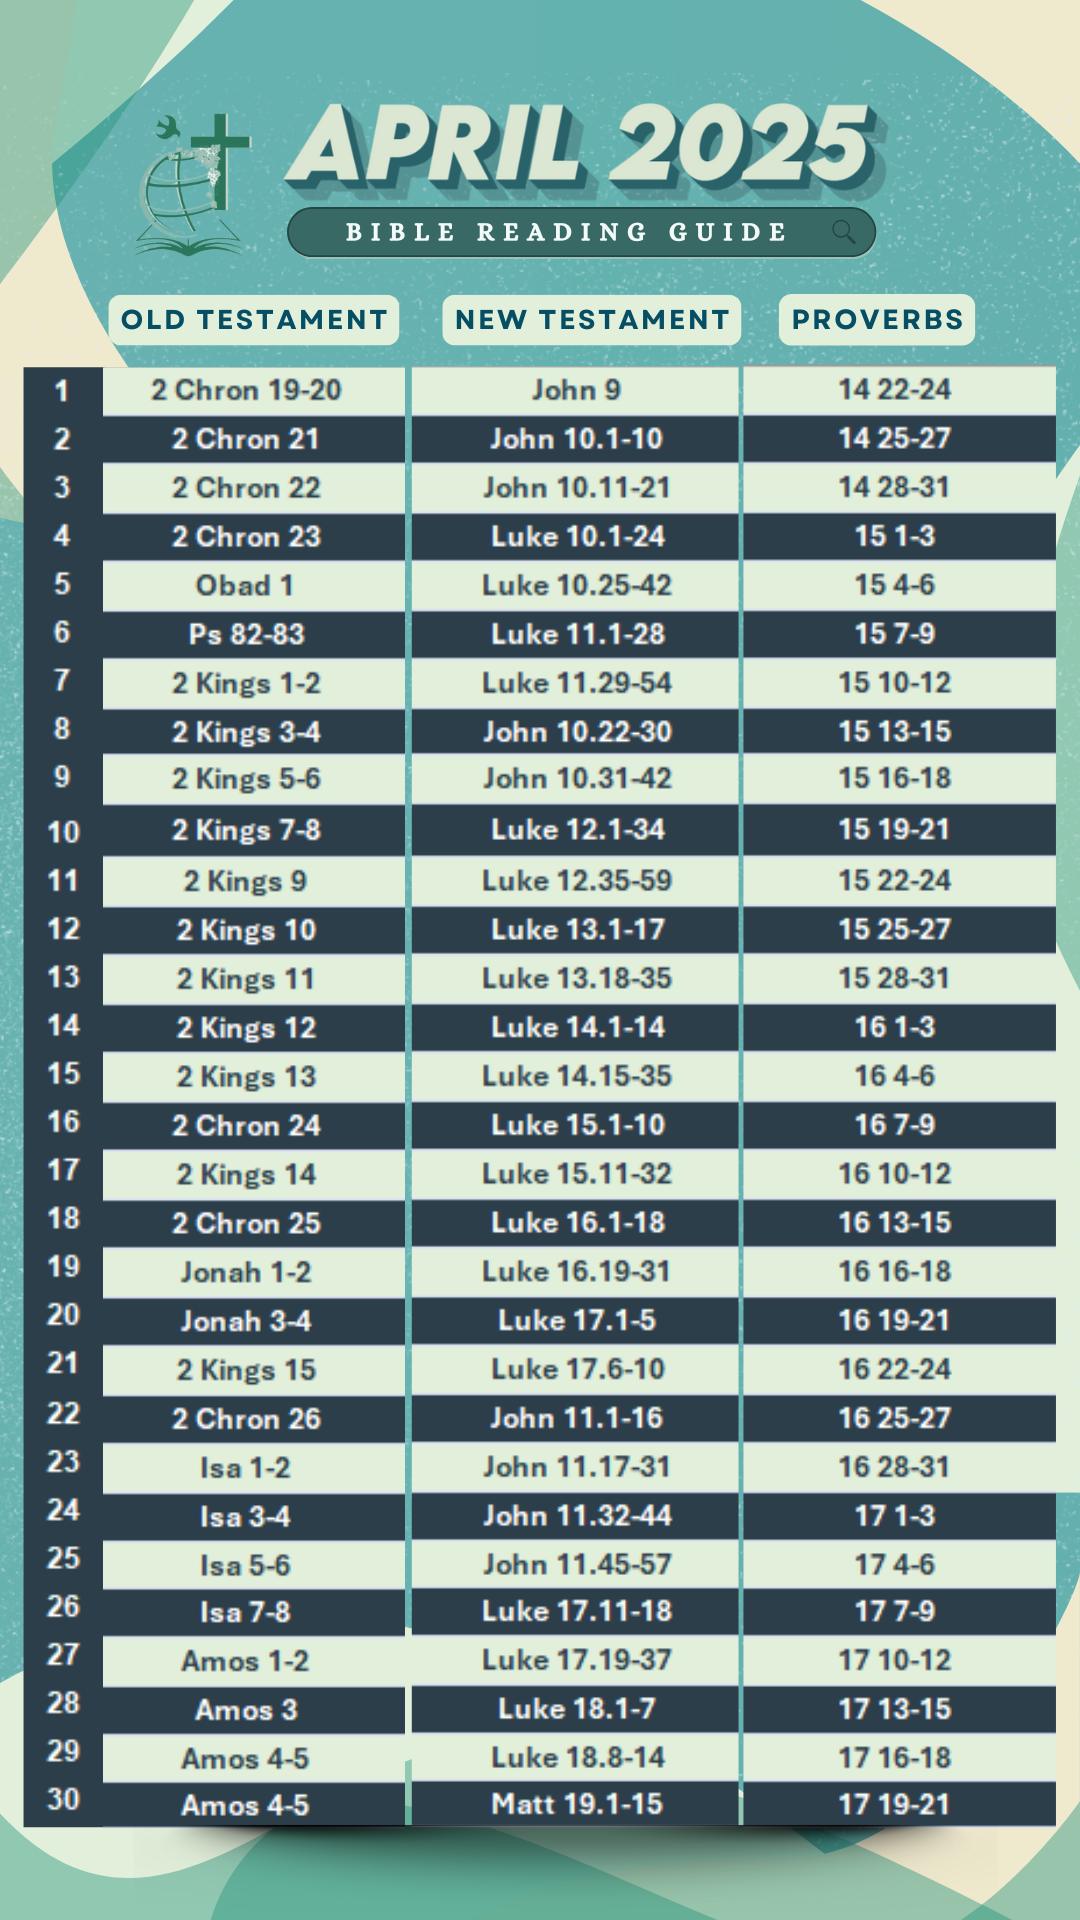 APRIL 2025
BIBLE READING GUIDE
OLD TESTAMENT NEW TESTAMENT PROVERBS
1 2 Chron 19-20 John 9 14 22-24
2 2 Chron 21 John 10.1-10 14 25-27
3 2 Chron 22 John 10.11-21 14 28-31
4 2 Chron 23 Luke 10.1-24 15 1-3
5 Obad 1 Luke 10.25-42 15 4-6
6 Ps 82-83 Luke 11.1-28 15 7-9
7 2 Kings 1-2 Luke 11.29-54 15 10-12
8 2 Kings 3-4 John 10.22-30 15 13-15
9 2 Kings 5-6 John 10.31-42 15 16-18
10 2 Kings 7-8 Luke 12.1-34 15 19-21
11 2 Kings 9 Luke 12.35-59 15 22-24
12 2 Kings 10 Luke 13.1-17 15 25-27
13 2 Kings 11 Luke 13.18-35 15 28-31
14 2 Kings 12 Luke 14.1-14 16 1-3
15 2 Kings 13 Luke 14.15-35 16 4-6
16 2 Chron 24 Luke 15.1-10 16 7-9
17 2 Kings 14 Luke 15.11-32 16 10-12
18 2 Chron 25 Luke 16.1-18 16 13-15
19 Jonah 1-2 Luke 16.19-31 16 16-18
20 Jonah 3-4 Luke 17.1-5 16 19-21
21 2 Kings 15 Luke 17.6-10 16 22-24
22 2 Chron 26 John 11.1-16 16 25-27
23 Isa 1-2 John 11.17-31 16 28-31
24 Isa 3-4 John 11.32-44 17 1-3
25 Isa 5-6 John 11.45-57 17 4-6
26 Isa 7-8 Luke 17.11-18 17 7-9
27 Amos 1-2 Luke 17.19-37 17 10-12
28 Amos 3 Luke 18.1-7 17 13-15
29 Amos 4-5 Luke 18.8-14 17 16-18
30 Amos 4-5 Matt 19.1-15 17 19-21